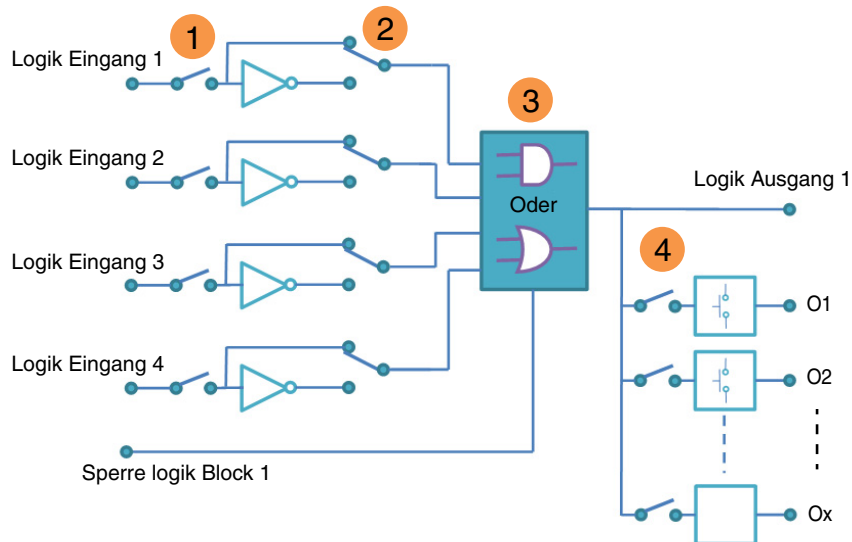 1
2
Logik Eingang 1
3
Logik Eingang 2
Oder
Logik Ausgang 1
Logik Eingang 3
4
O1
Logik Eingang 4
O2
Sperre logik Block 1
Ox